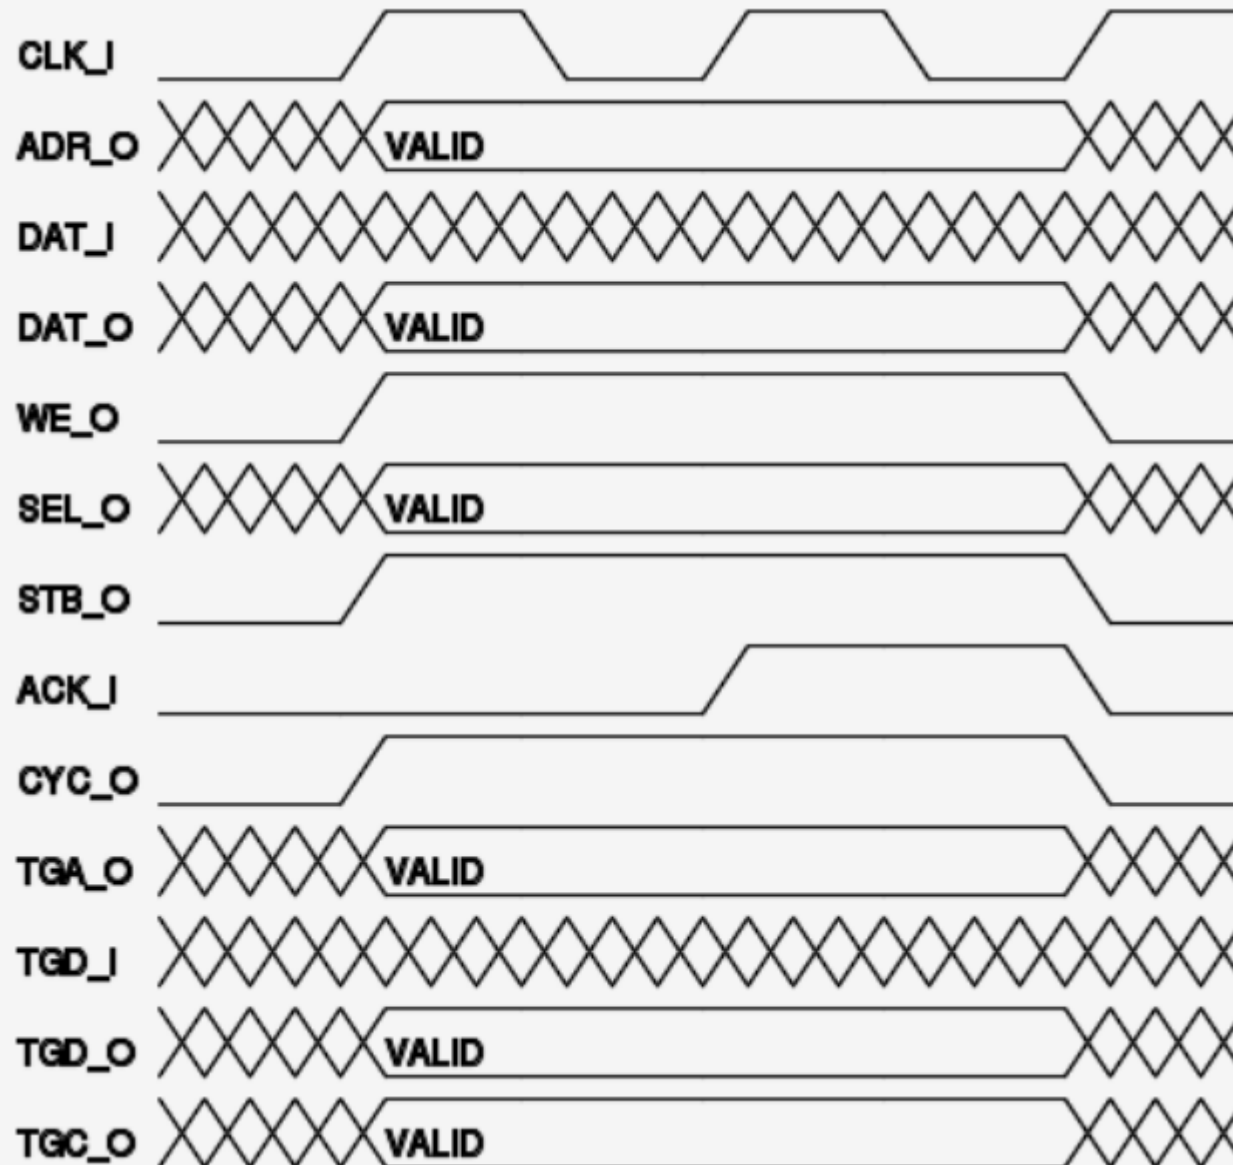 CLK_I
ADR_O VALID
DAT_I
DAT_O VALID
WE_O
SEL_O VALID
STB_O
ACK_I
CYC_O
TGA_O VALID
TGD_I
TGD_O VALID
TGC_O VALID